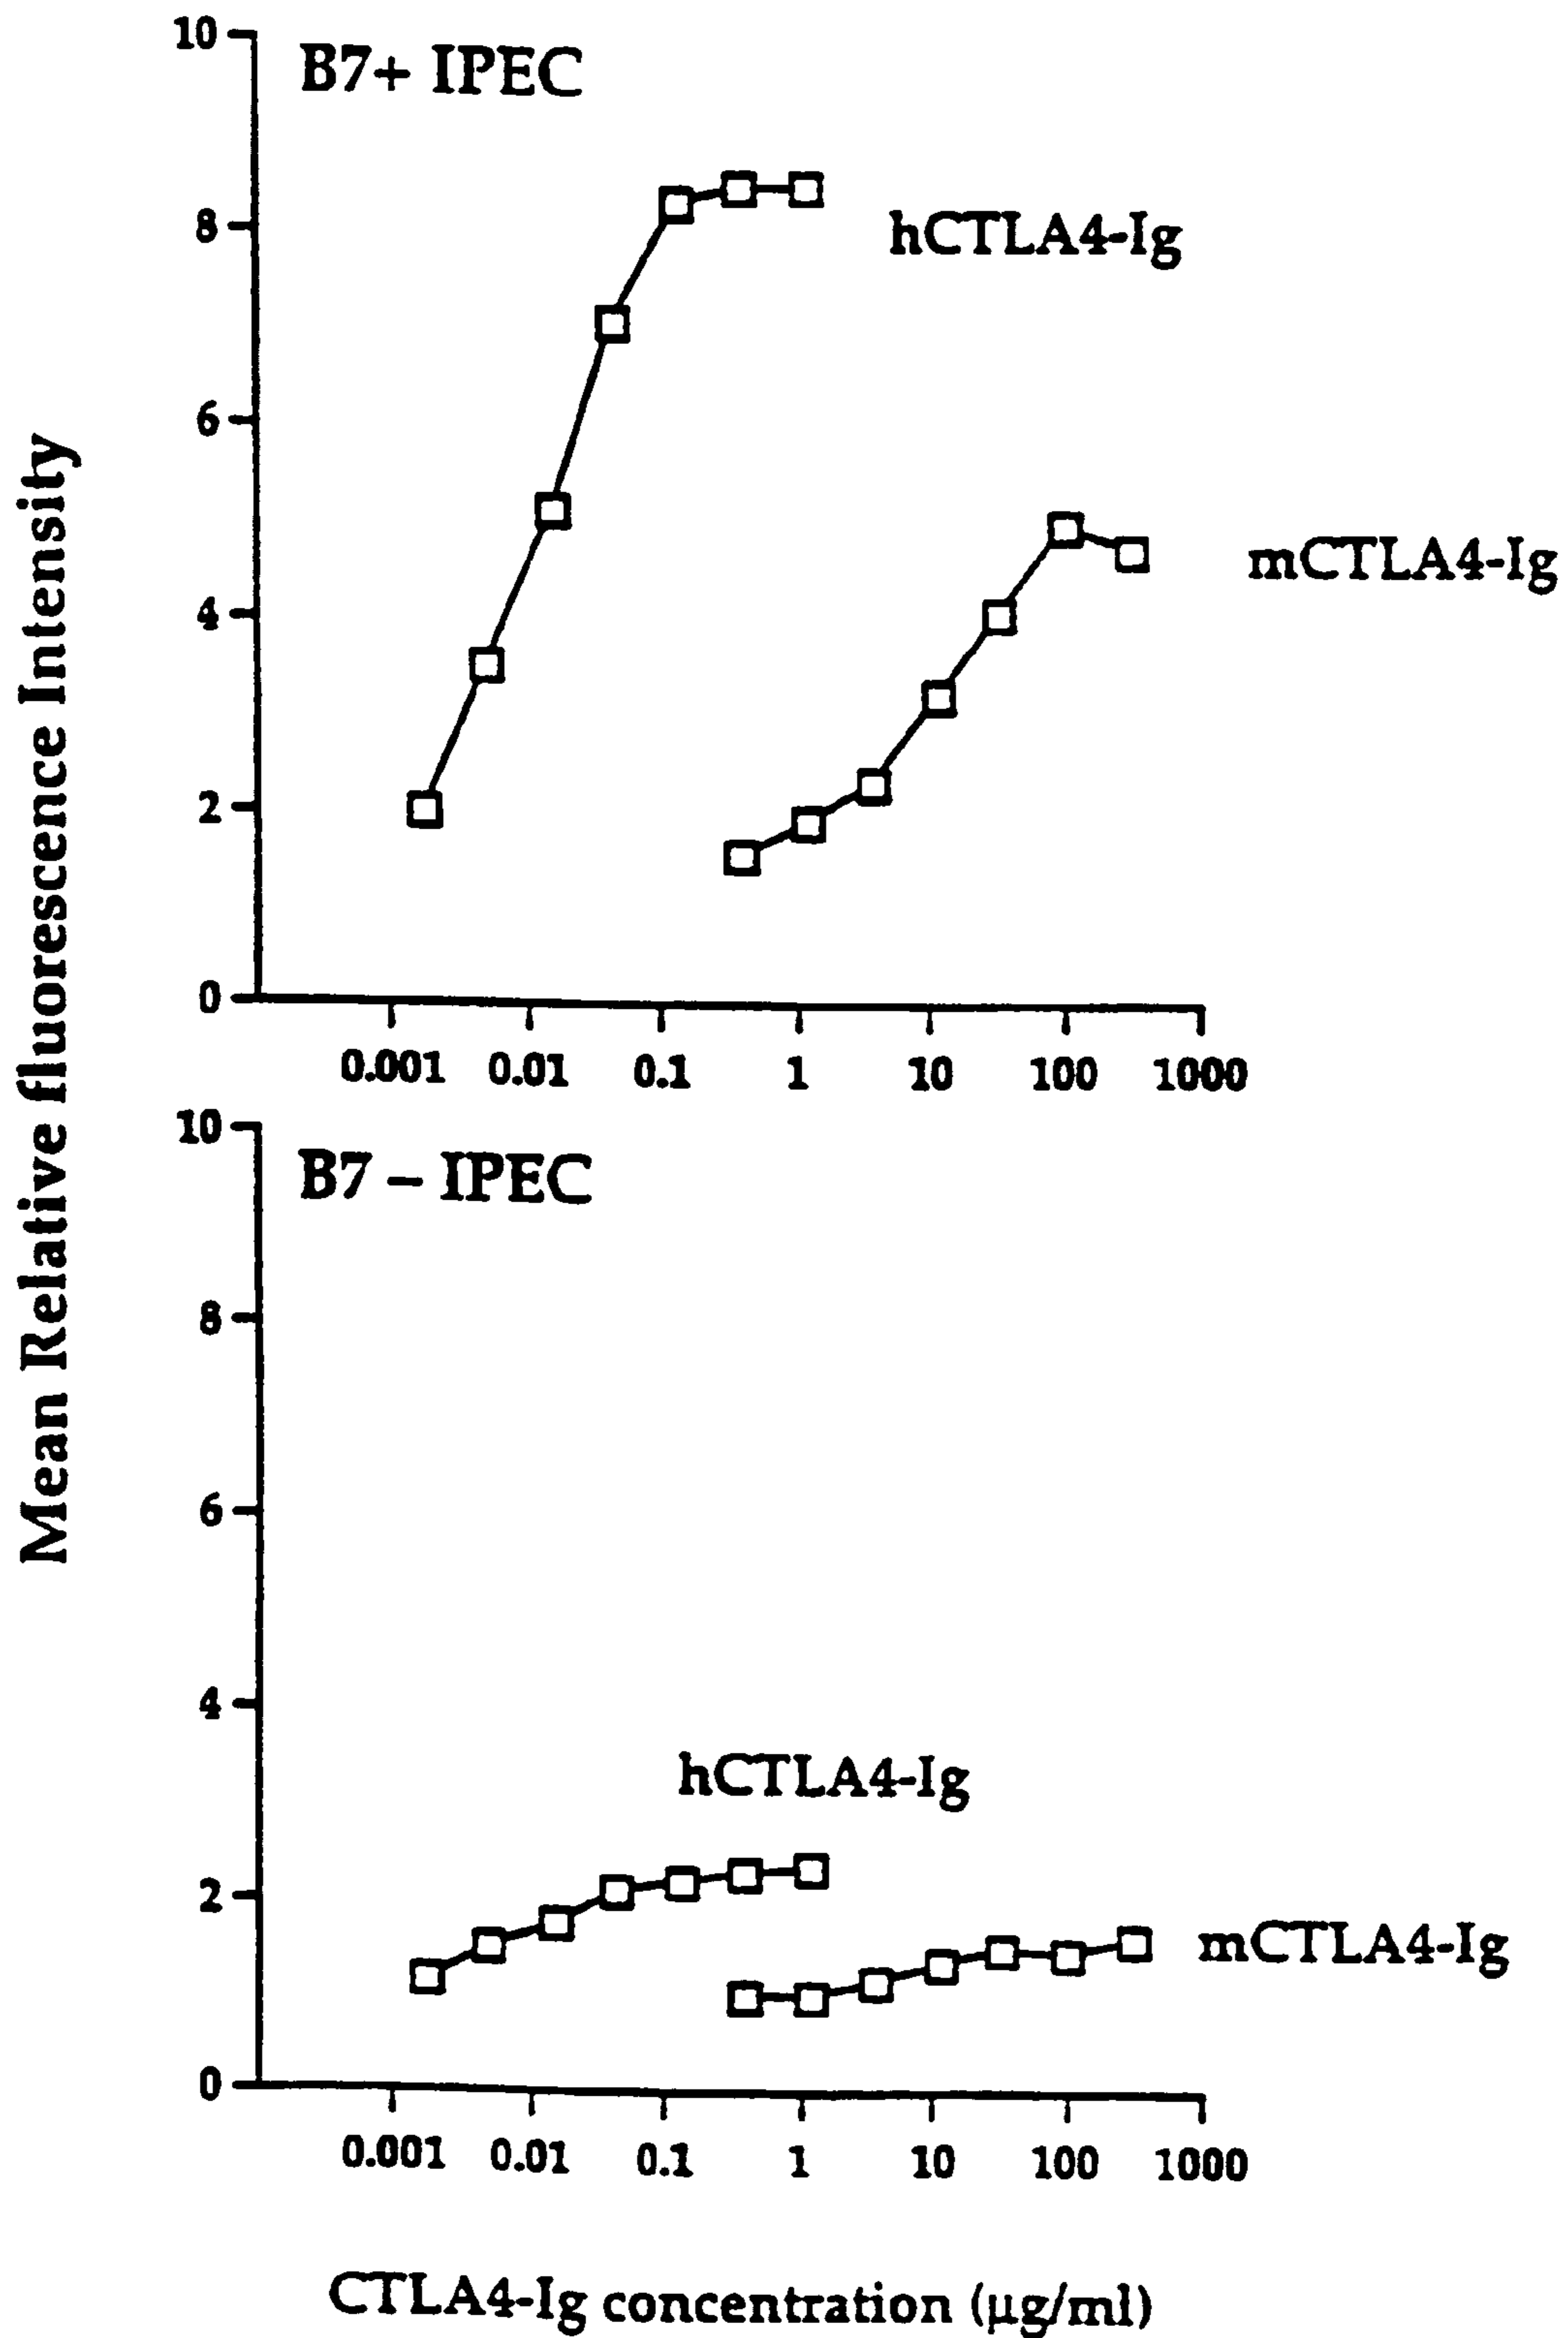 Mean Relative fluorescence Intensity
10
B7+ IPEC
8
hCTLA4-Ig
6
mCTLA4-Ig
4
2
0
0.001 0.01 0.1 1 10 100 1000
10
B7 – IPEC
8
6
4
hCTLA4-Ig
2
mCTLA4-Ig
0
0.001 0.01 0.1 1 10 100 1000
CTLA4-Ig concentration (µg/ml)